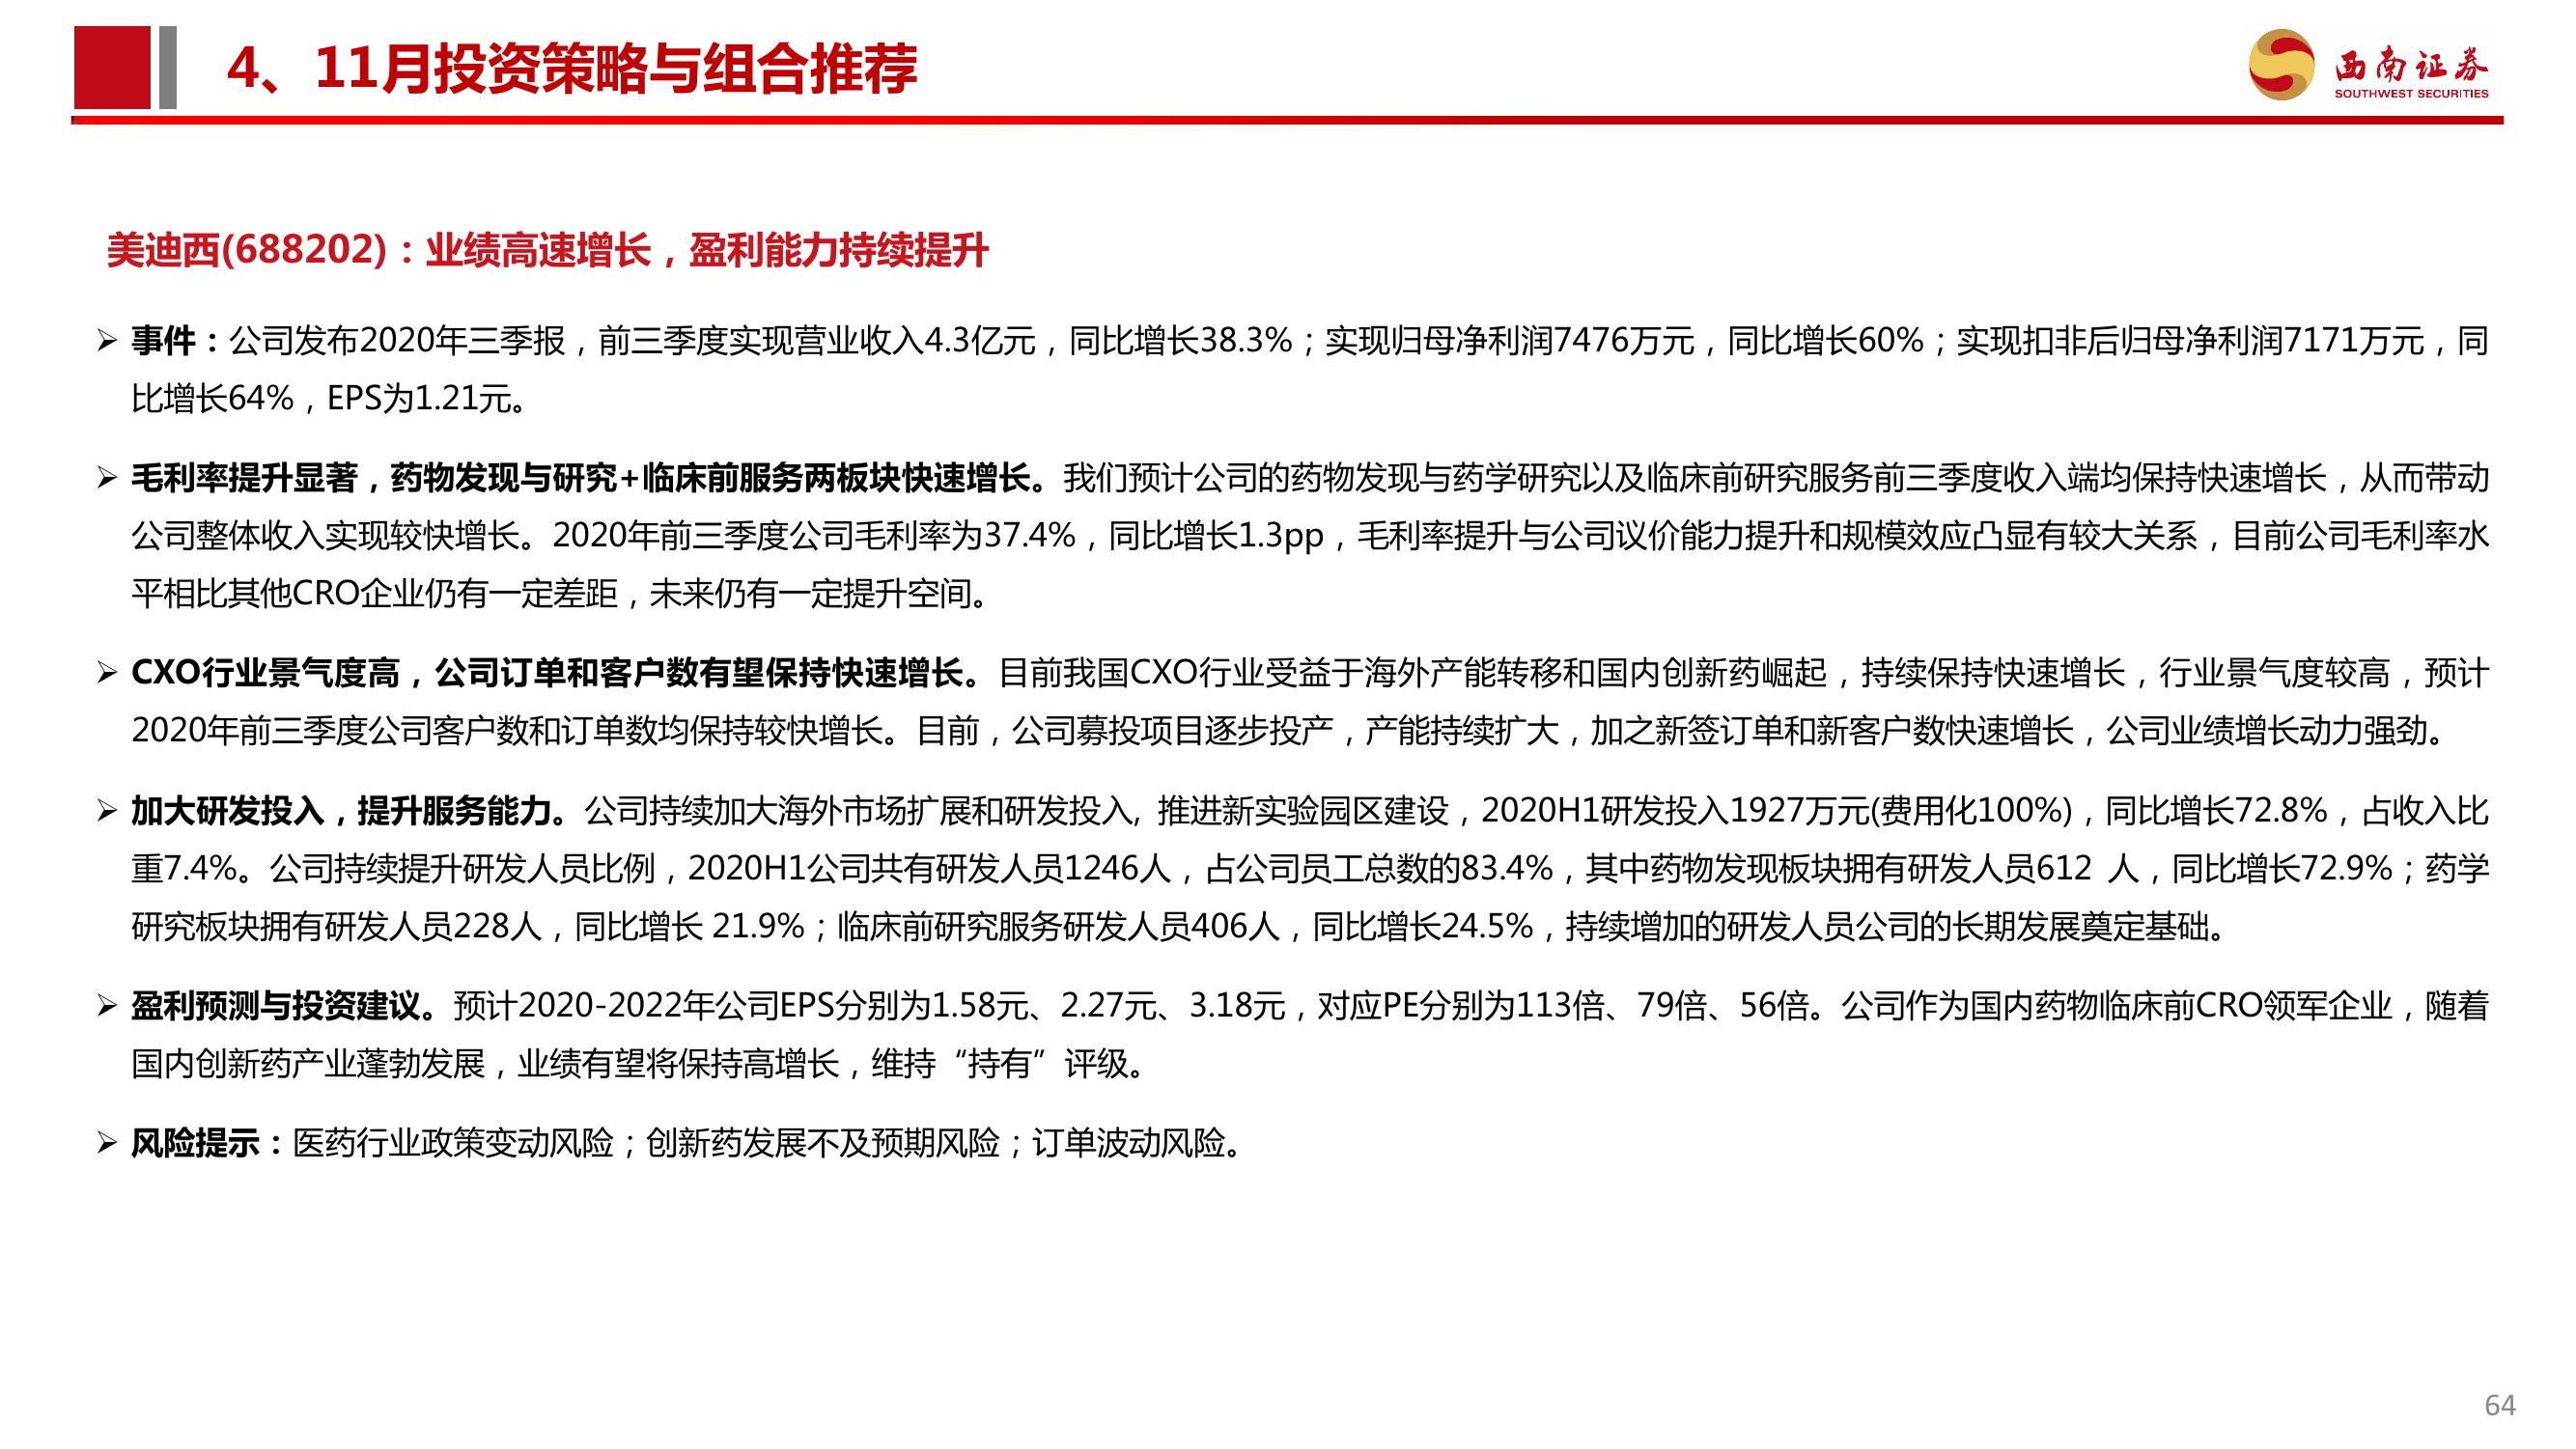 4、11月投资策略与组合推荐
西南证券
SOUTHWEST SECURITIES
美迪西(688202)：业绩高速增长，盈利能力持续提升
➢ 事件：公司发布2020年三季报，前三季度实现营业收入4.3亿元，同比增长38.3%；实现归母净利润7476万元，同比增长60%；实现扣非后归母净利润7171万元，同
比增长64%，EPS为1.21元。
➢ 毛利率提升显著，药物发现与研究+临床前服务两板块快速增长。我们预计公司的药物发现与药学研究以及临床前研究服务前三季度收入端均保持快速增长，从而带动
公司整体收入实现较快增长。2020年前三季度公司毛利率为37.4%，同比增长1.3pp，毛利率提升与公司议价能力提升和规模效应凸显有较大关系，目前公司毛利率水
平相比其他CRO企业仍有一定差距，未来仍有一定提升空间。
➢ CXO行业景气度高，公司订单和客户数有望保持快速增长。目前我国CXO行业受益于海外产能转移和国内创新药崛起，持续保持快速增长，行业景气度较高，预计
2020年前三季度公司客户数和订单数均保持较快增长。目前，公司募投项目逐步投产，产能持续扩大，加之新签订单和新客户数快速增长，公司业绩增长动力强劲。
➢ 加大研发投入，提升服务能力。公司持续加大海外市场扩展和研发投入, 推进新实验园区建设，2020H1研发投入1927万元(费用化100%)，同比增长72.8%，占收入比
重7.4%。公司持续提升研发人员比例，2020H1公司共有研发人员1246人，占公司员工总数的83.4%，其中药物发现板块拥有研发人员612 人，同比增长72.9%；药学
研究板块拥有研发人员228人，同比增长 21.9%；临床前研究服务研发人员406人，同比增长24.5%，持续增加的研发人员公司的长期发展奠定基础。
➢ 盈利预测与投资建议。预计2020-2022年公司EPS分别为1.58元、2.27元、3.18元，对应PE分别为113倍、79倍、56倍。公司作为国内药物临床前CRO领军企业，随着
国内创新药产业蓬勃发展，业绩有望将保持高增长，维持“持有”评级。
➢ 风险提示：医药行业政策变动风险；创新药发展不及预期风险；订单波动风险。
64